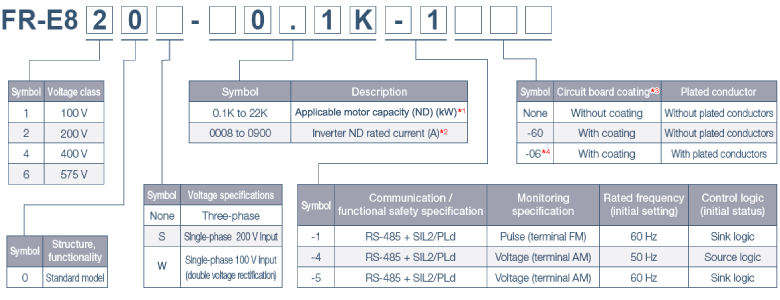 FR-E8 2 0 - 0 . 1 K - 1
Symbol Voltage class
1 100 V
2 200 V
4 400 V
6 575 V
Symbol Description
0.1K to 22K Applicable motor capacity (ND) (kW)*1
0008 to 0900 Inverter ND rated current (A)*2
Symbol Circuit board coating*3 Plated conductor
None Without coating Without plated conductors
-60 With coating Without plated conductors
-06*4 With coating With plated conductors
Symbol Structure, functionality
0 Standard model
Symbol Voltage specifications
None Three-phase
S Single-phase 200 V Input
W Single-phase 100 V Input
(double voltage rectification)
Symbol Communication / functional safety specification Monitoring specification Rated frequency (initial setting) Control logic (initial status)
-1 RS-485 + SIL2/PLd Pulse (terminal FM) 60 Hz Sink logic
-4 RS-485 + SIL2/PLd Voltage (terminal AM) 50 Hz Source logic
-5 RS-485 + SIL2/PLd Voltage (terminal AM) 60 Hz Sink logic